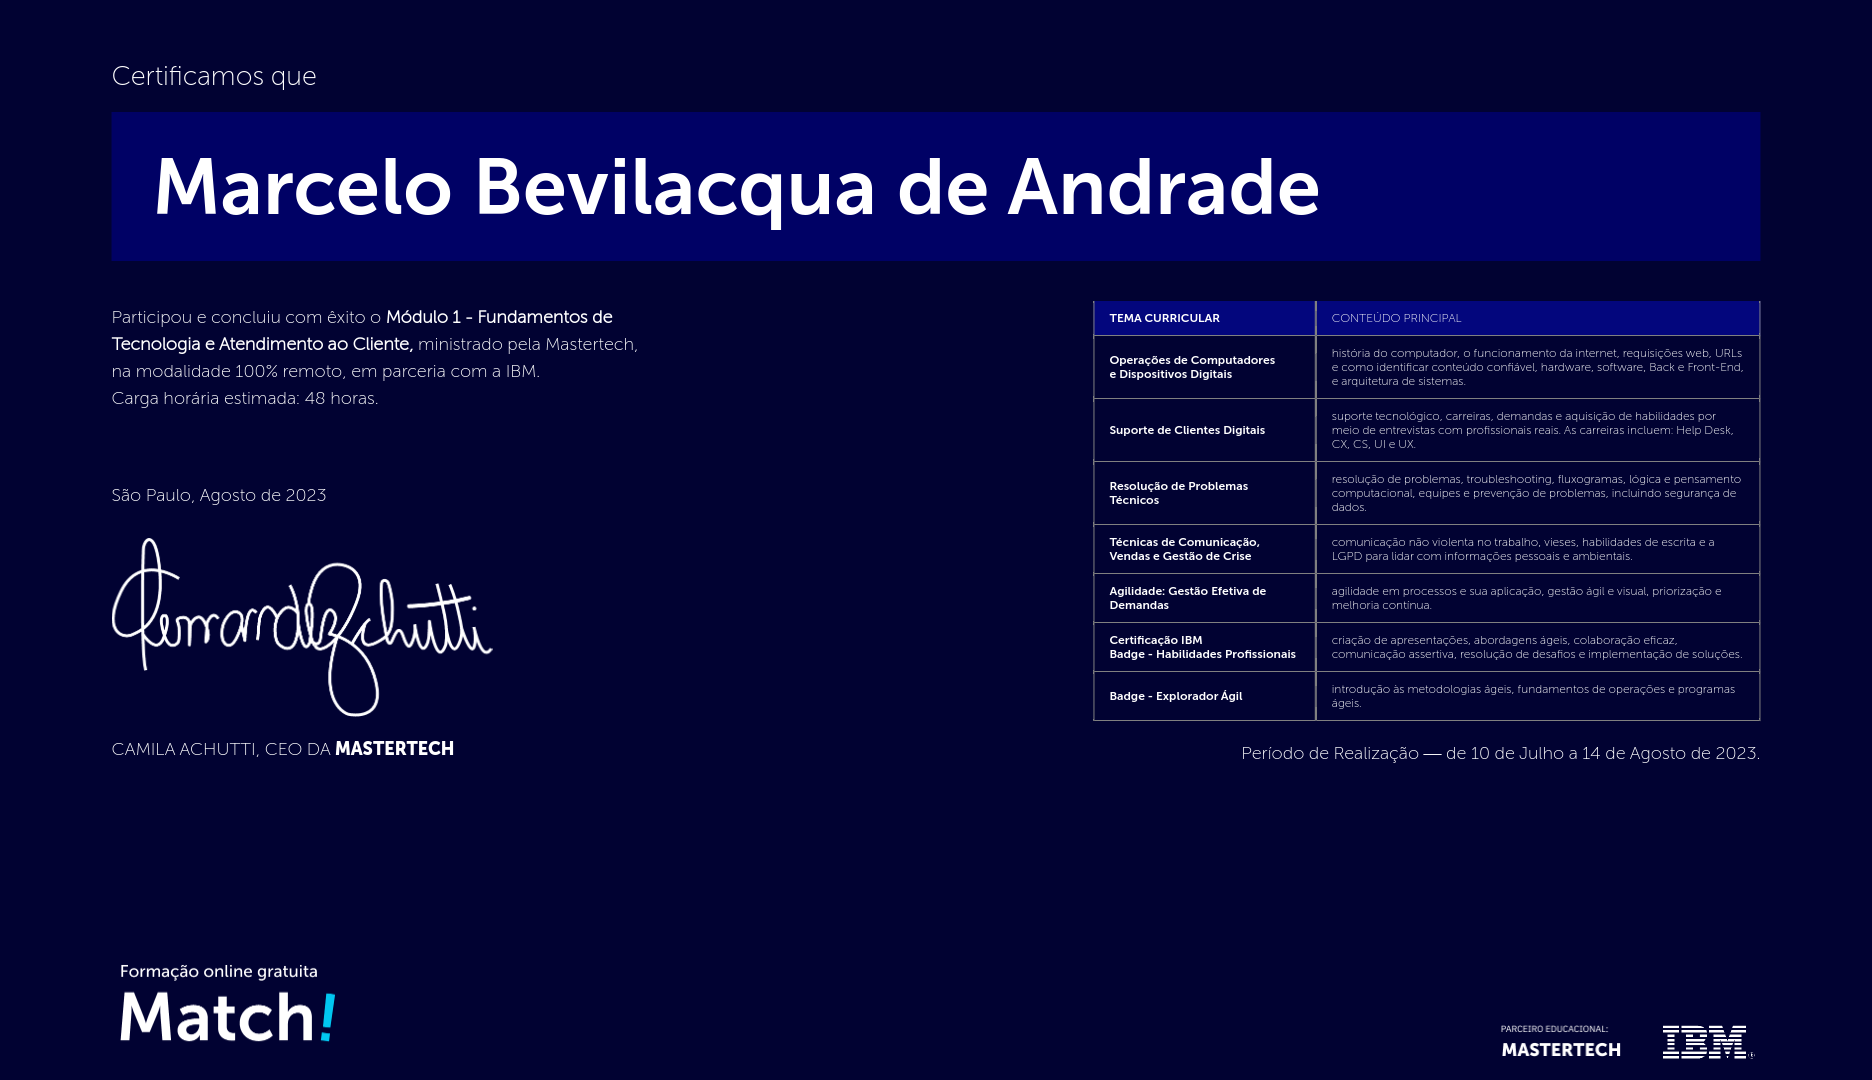 Certificamos que
Marcelo Bevilacqua de Andrade
Participou e concluiu com êxito o Módulo 1 - Fundamentos de
Tecnologia e Atendimento ao Cliente, ministrado pela Mastertech,
na modalidade 100% remoto, em parceria com a IBM.
Carga horária estimada: 48 horas.
São Paulo, Agosto de 2023
CAMILA ACHUTTI, CEO DA MASTERTECH
TEMA CURRICULAR
CONTEÚDO PRINCIPAL
Operações de Computadores
e Dispositivos Digitais
história do computador, o funcionamento da internet, requisições web, URLs
e como identificar conteúdo confiável, hardware, software, Back e Front-End,
e arquitetura de sistemas.
Suporte de Clientes Digitais
suporte tecnológico, carreiras, demandas e aquisição de habilidades por
meio de entrevistas com profissionais reais. As carreiras incluem: Help Desk,
CX, CS, UI e UX.
Resolução de Problemas
Técnicos
resolução de problemas, troubleshooting, fluxogramas, lógica e pensamento
computacional, equipes e prevenção de problemas, incluindo segurança de
dados.
Técnicas de Comunicação,
Vendas e Gestão de Crise
comunicação não violenta no trabalho, vieses, habilidades de escrita e a
LGPD para lidar com informações pessoais e ambientais.
Agilidade: Gestão Efetiva de
Demandas
agilidade em processos e sua aplicação, gestão ágil e visual, priorização e
melhoria contínua.
Certificação IBM
Badge - Habilidades Profissionais
criação de apresentações, abordagens ágeis, colaboração eficaz,
comunicação assertiva, resolução de desafios e implementação de soluções.
Badge - Explorador Ágil
introdução às metodologias ágeis, fundamentos de operações e programas
ágeis.
Período de Realização — de 10 de Julho a 14 de Agosto de 2023.
Formação online gratuita
Match!
PARCEIRO EDUCACIONAL:
MASTERTECH
IBM®